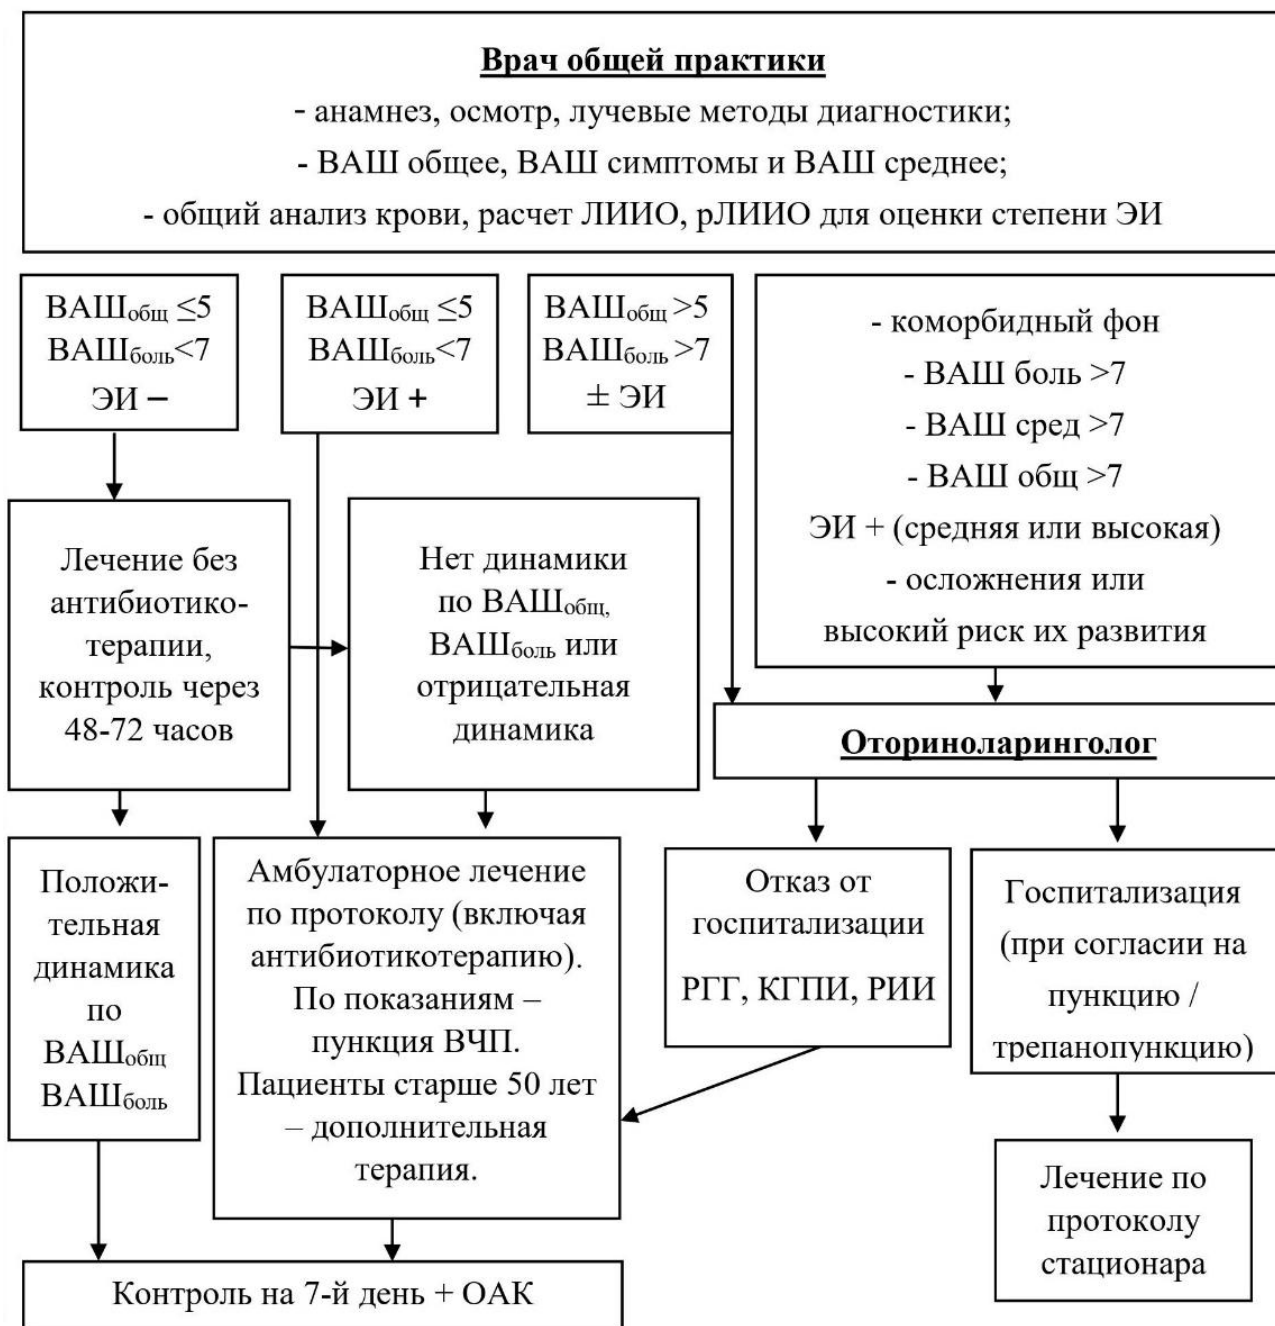 Врач общей практики
- анамнез, осмотр, лучевые методы диагностики;
- ВАШ общее, ВАШ симптомы и ВАШ среднее;
- общий анализ крови, расчет ЛИИО, рЛИИО для оценки степени ЭИ
ВАШобщ ≤5
ВАШболь<7
ЭИ –
ВАШобщ ≤5
ВАШболь<7
ЭИ +
ВАШобщ >5
ВАШболь >7
± ЭИ
- коморбидный фон
- ВАШ боль >7
- ВАШ сред >7
- ВАШ общ >7
ЭИ + (средняя или высокая)
- осложнения или
высокий риск их развития
Лечение без
антибиотико-
терапии,
контроль через
48-72 часов
Нет динамики
по ВАШобщ,
ВАШболь или
отрицательная
динамика
Оториноларинголог
Положи-
тельная
динамика
по
ВАШобщ
ВАШболь
Амбулаторное лечение
по протоколу (включая
антибиотикотерапию).
По показаниям –
пункция ВЧП.
Пациенты старше 50 лет
– дополнительная
терапия.
Отказ от
госпитализации
РГГ, КГПИ, РИИ
Госпитализация
(при согласии на
пункцию /
трепанопункцию)
Лечение по
протоколу
стационара
Контроль на 7-й день + ОАК